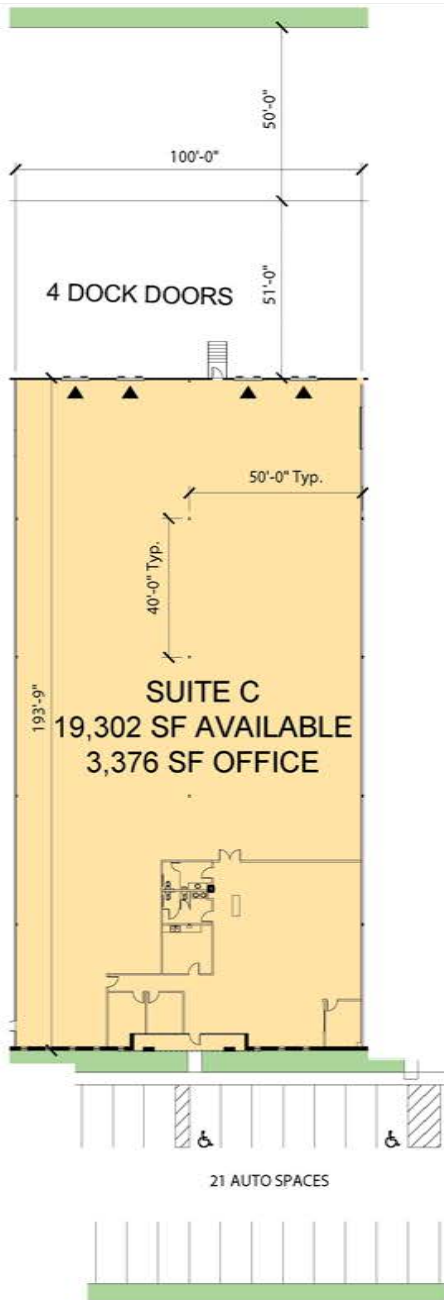 50'-0"
100'-0"
51'-0"
4 DOCK DOORS
50'-0" Typ.
40'-0" Typ.
193'-9"
SUITE C
19,302 SF AVAILABLE
3,376 SF OFFICE
21 AUTO SPACES